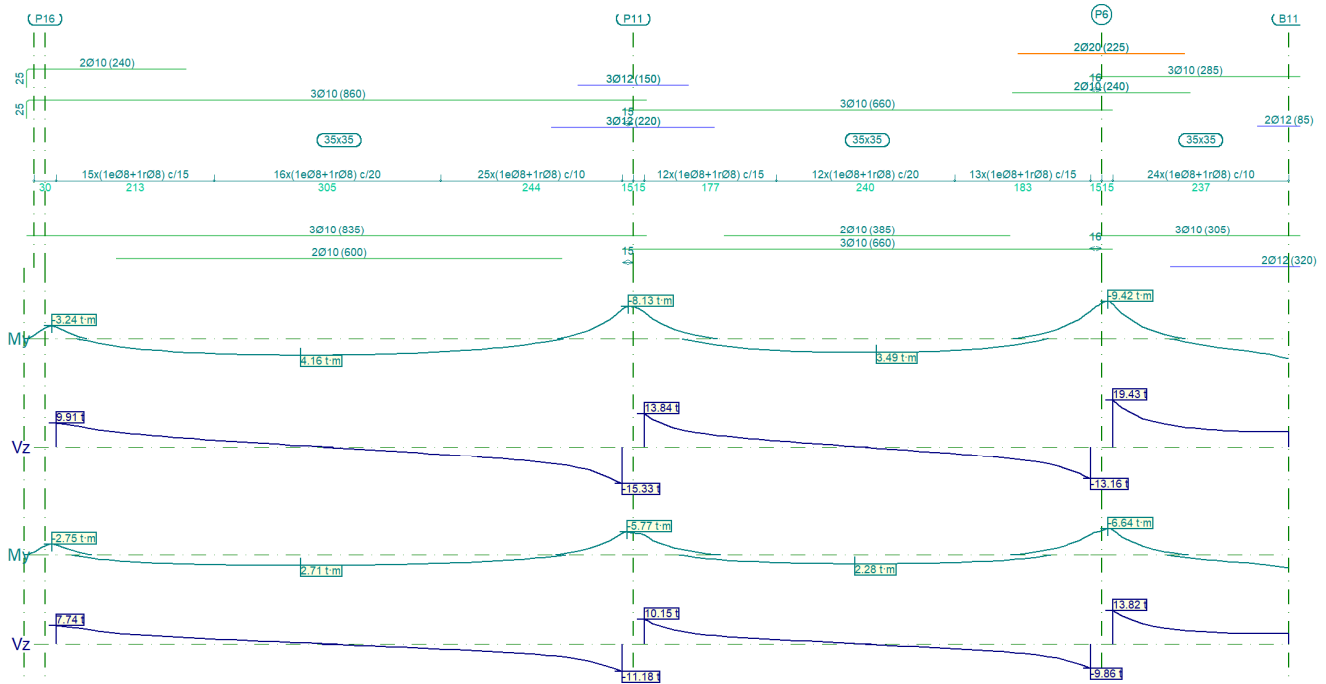 P16 P11 P6 B11
2Ø20 (225)
2Ø10 (240)
3Ø10 (285)
25
3Ø12 (150)
16
2Ø10 (240)
3Ø10 (860)
25
3Ø10 (660)
15
3Ø12 (220)
2Ø12 (85)
35x35 35x35 35x35
15x(1eØ8+1rØ8) c/15 16x(1eØ8+1rØ8) c/20 25x(1eØ8+1rØ8) c/10 12x(1eØ8+1rØ8) c/15 12x(1eØ8+1rØ8) c/20 13x(1eØ8+1rØ8) c/15 24x(1eØ8+1rØ8) c/10
30 213 305 244 1515 177 240 183 1515 237
3Ø10 (835) 2Ø10 (385) 3Ø10 (305)
16
3Ø10 (660)
15
2Ø10 (600)
2Ø12 (320)
-3.24 t·m -8.13 t·m -9.42 t·m
My
4.16 t·m 3.49 t·m
9.91 t 13.84 t 19.43 t
Vz
-15.33 t -13.16 t
-2.75 t·m -5.77 t·m -6.64 t·m
My
2.71 t·m 2.28 t·m
7.74 t 10.15 t 13.82 t
Vz
-11.18 t -9.86 t